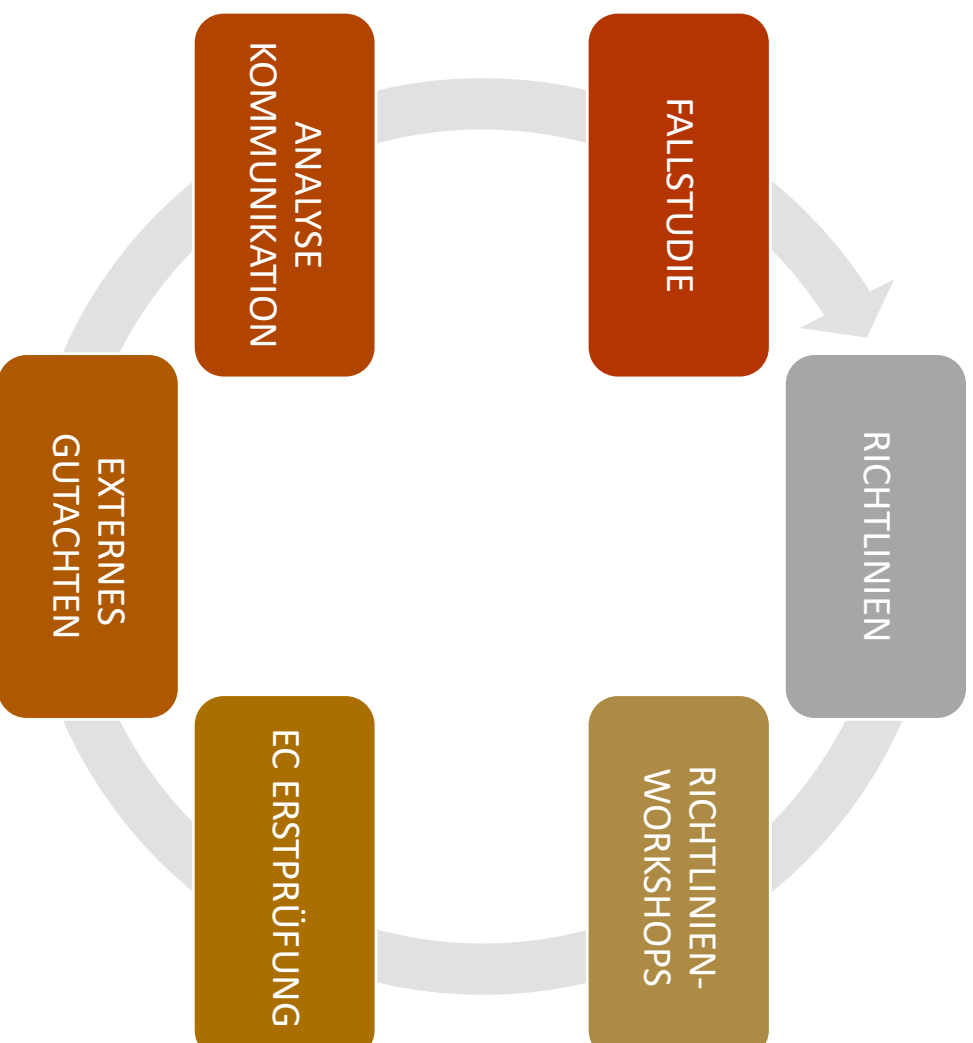 RICHTLINIEN
RICHTLINIEN-
WORKSHOPS
EC ERSTPRÜFUNG
EXTERNES
GUTACHTEN
ANALYSE
KOMMUNIKATION
FALLSTUDIE